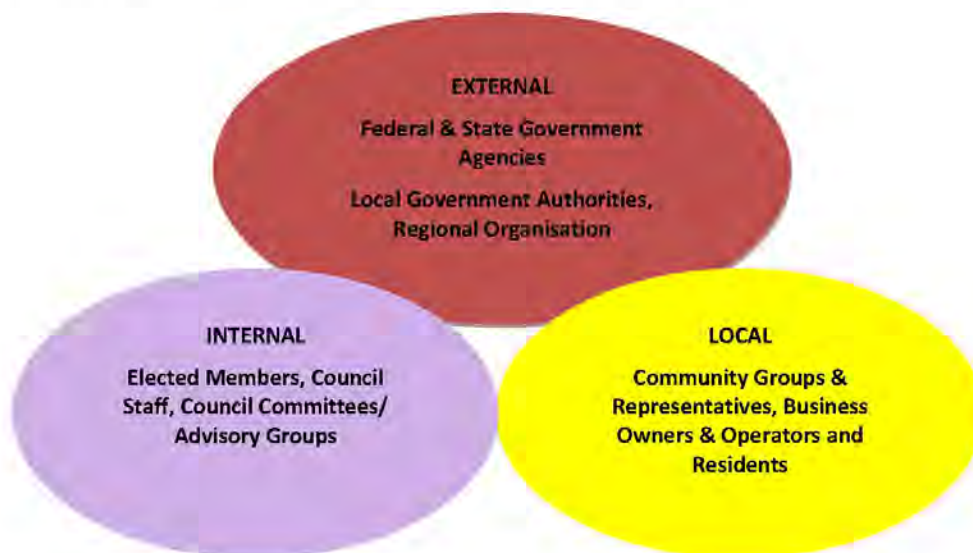 EXTERNAL
Federal & State Government
Agencies
Local Government Authorities,
Regional Organisation
INTERNAL
Elected Members, Council
Staff, Council Committees/
Advisory Groups
LOCAL
Community Groups &
Representatives, Business
Owners & Operators and
Residents